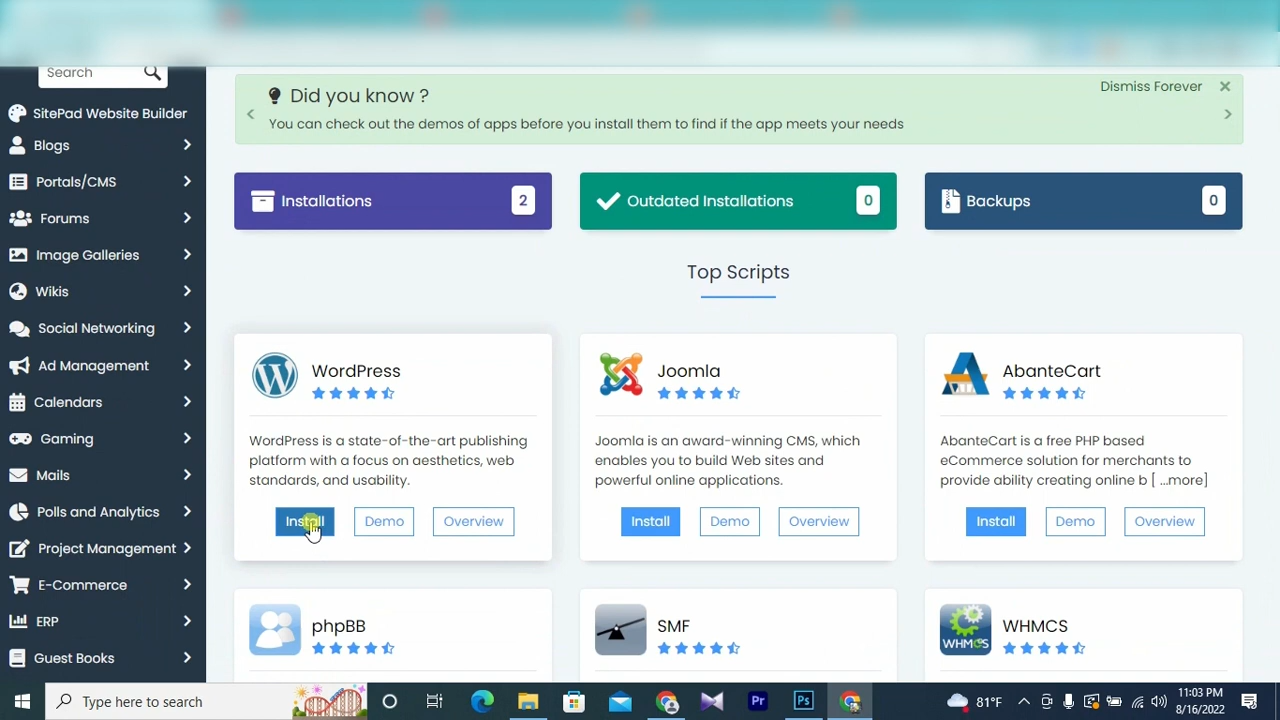 Search
SitePad Website Builder
Blogs
Portals/CMS
Forums
Image Galleries
Wikis
Social Networking
Ad Management
Calendars
Gaming
Mails
Polls and Analytics
Project Management
E-Commerce
ERP
Guest Books
Did you know ?
Dismiss Forever
You can check out the demos of apps before you install them to find if the app meets your needs
Installations 2
Outdated Installations 0
Backups 0
Top Scripts
WordPress
WordPress is a state-of-the-art publishing
platform with a focus on aesthetics, web
standards, and usability.
Install Demo Overview
Joomla
Joomla is an award-winning CMS, which
enables you to build Web sites and
powerful online applications.
Install Demo Overview
AbanteCart
AbanteCart is a free PHP based
eCommerce solution for merchants to
provide ability creating online b [ ...more]
Install Demo Overview
phpBB
SMF
WHMCS
WHMCS
Type here to search
Pr
Ps
81°F
11:03 PM
8/16/2022